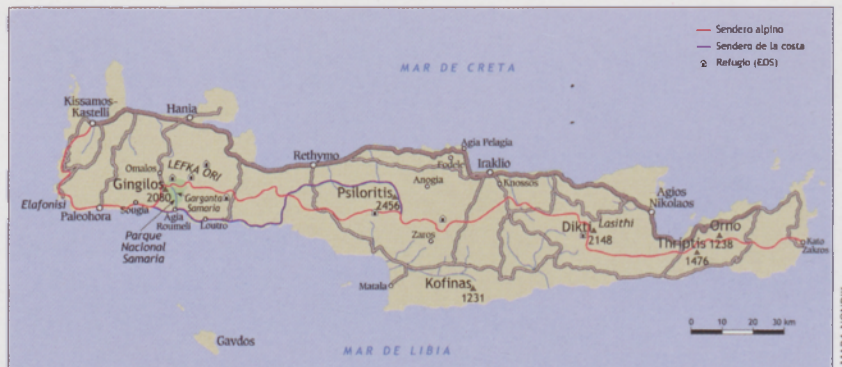 Sendero alpino
Sendero de la costa
Refugio (EOS)
MAR DE CRETA
Kissamos-
Kastelli
Hania
Rethymo
Agia Pelagia
Fodele
Iraklio
Knossos
Omalos
LEFKA ORI
Gingilos
2080
Garganta
Samaria
Anogia
Psiloritis
2456
Agios
Nikolaos
Elafonisi
Paleohora
Sougia
Agia
Roumeli
Loutro
Parque
Nacional
Samaria
Zaros
Dikti
2148
Lasithi
Orno
1238
Thriptis
1476
Kato
Zakros
Matala
Kofinas
1231
Gavdos
MAR DE LIBIA
0 10 20 30 km